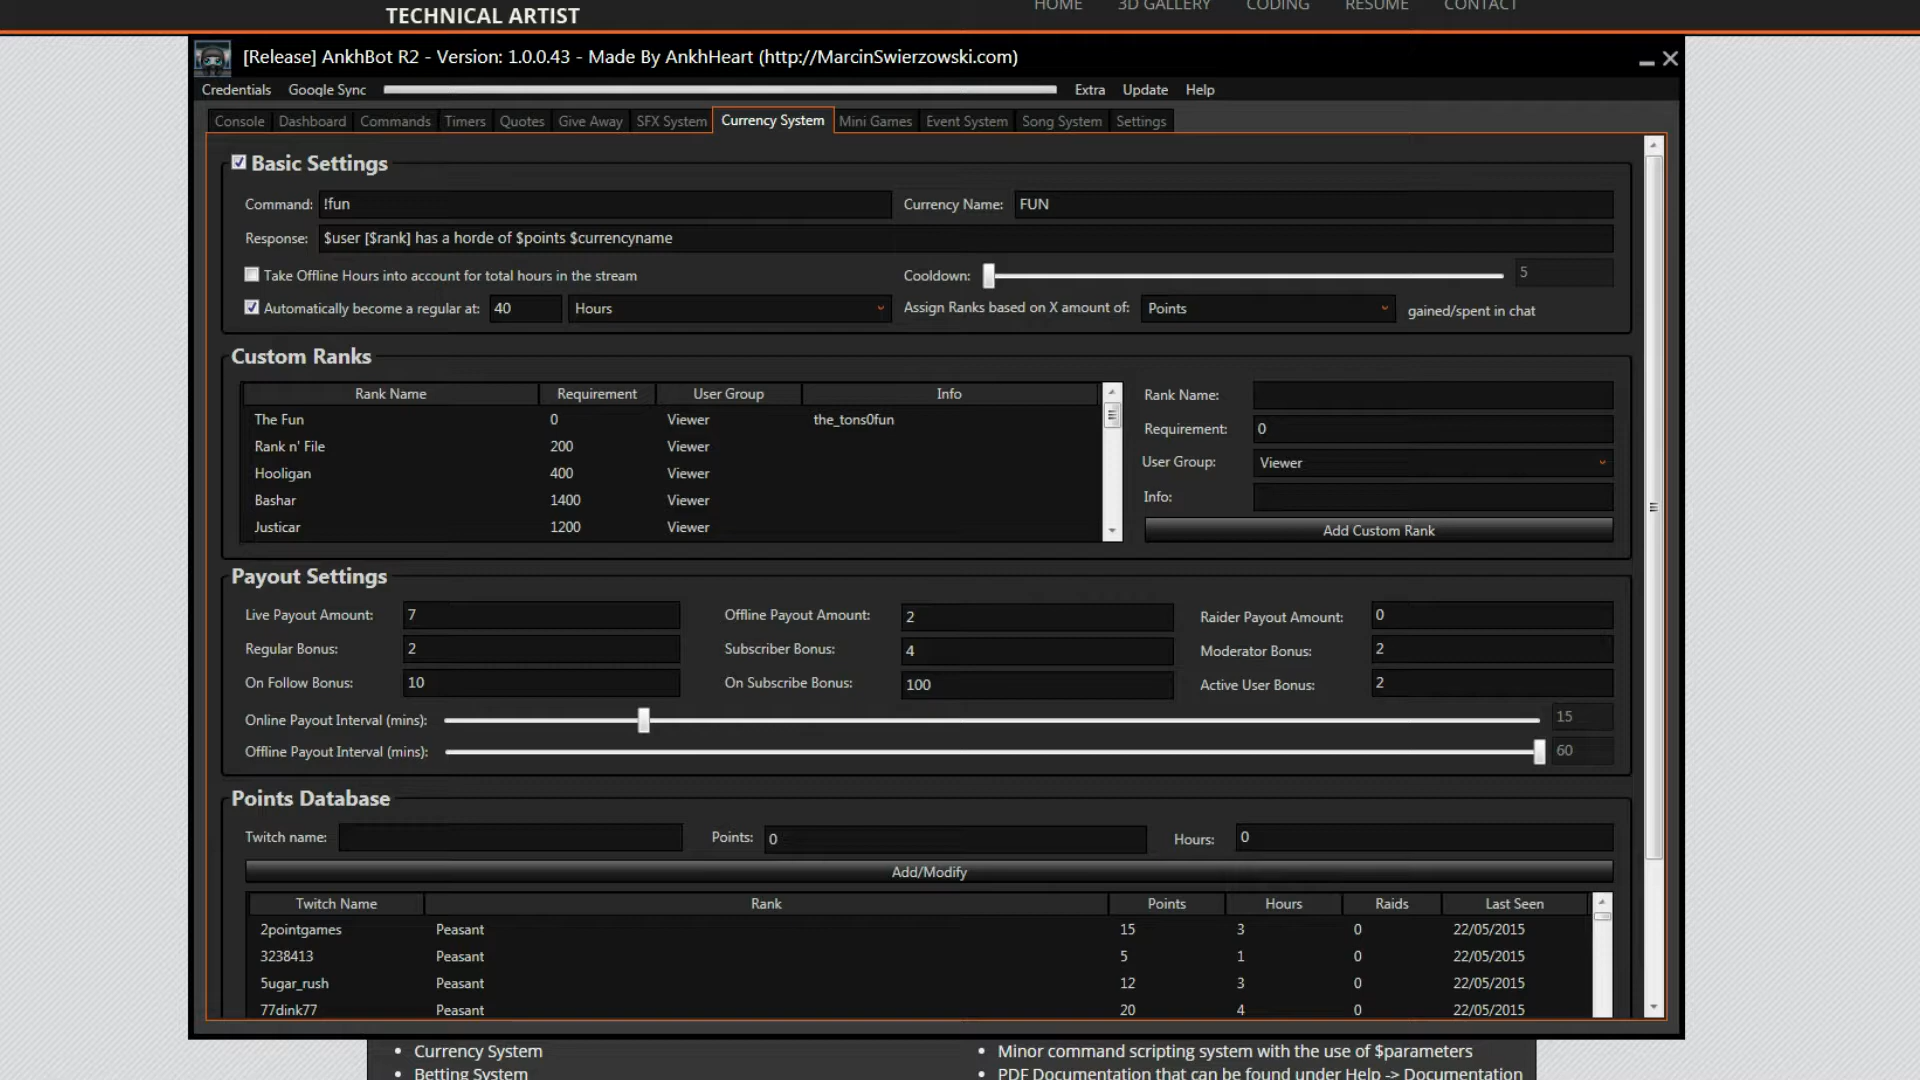 TECHNICAL ARTIST
HOME 3D GALLERY CODING RESUME CONTACT
[Release] AnkhBot R2 - Version: 1.0.0.43 - Made By AnkhHeart (http://MarcinSwierzowski.com)
Credentials Google Sync Extra Update Help
Console Dashboard Commands Timers Quotes Give Away SFX System Currency System Mini Games Event System Song System Settings
Basic Settings
Command: !fun Currency Name: FUN
Response: $user [$rank] has a horde of $points $currencyname
Take Offline Hours into account for total hours in the stream Cooldown: 5
Automatically become a regular at: 40 Hours Assign Ranks based on X amount of: Points gained/spent in chat
Custom Ranks
Rank Name Requirement User Group Info
The Fun 0 Viewer the_tons0fun
Rank n' File 200 Viewer
Hooligan 400 Viewer
Bashar 1400 Viewer
Justicar 1200 Viewer
Rank Name:
Requirement: 0
User Group: Viewer
Info:
Add Custom Rank
Payout Settings
Live Payout Amount: 7 Offline Payout Amount: 2 Raider Payout Amount: 0
Regular Bonus: 2 Subscriber Bonus: 4 Moderator Bonus: 2
On Follow Bonus: 10 On Subscribe Bonus: 100 Active User Bonus: 2
Online Payout Interval (mins): 15
Offline Payout Interval (mins): 60
Points Database
Twitch name: Points: 0 Hours: 0
Add/Modify
Twitch Name Rank Points Hours Raids Last Seen
2pointgames Peasant 15 3 0 22/05/2015
3238413 Peasant 5 1 0 22/05/2015
5ugar_rush Peasant 12 3 0 22/05/2015
77dink77 Peasant 20 4 0 22/05/2015
• Currency System • Minor command scripting system with the use of $parameters
• Betting System • PDF Documentation that can be found under Help -> Documentation